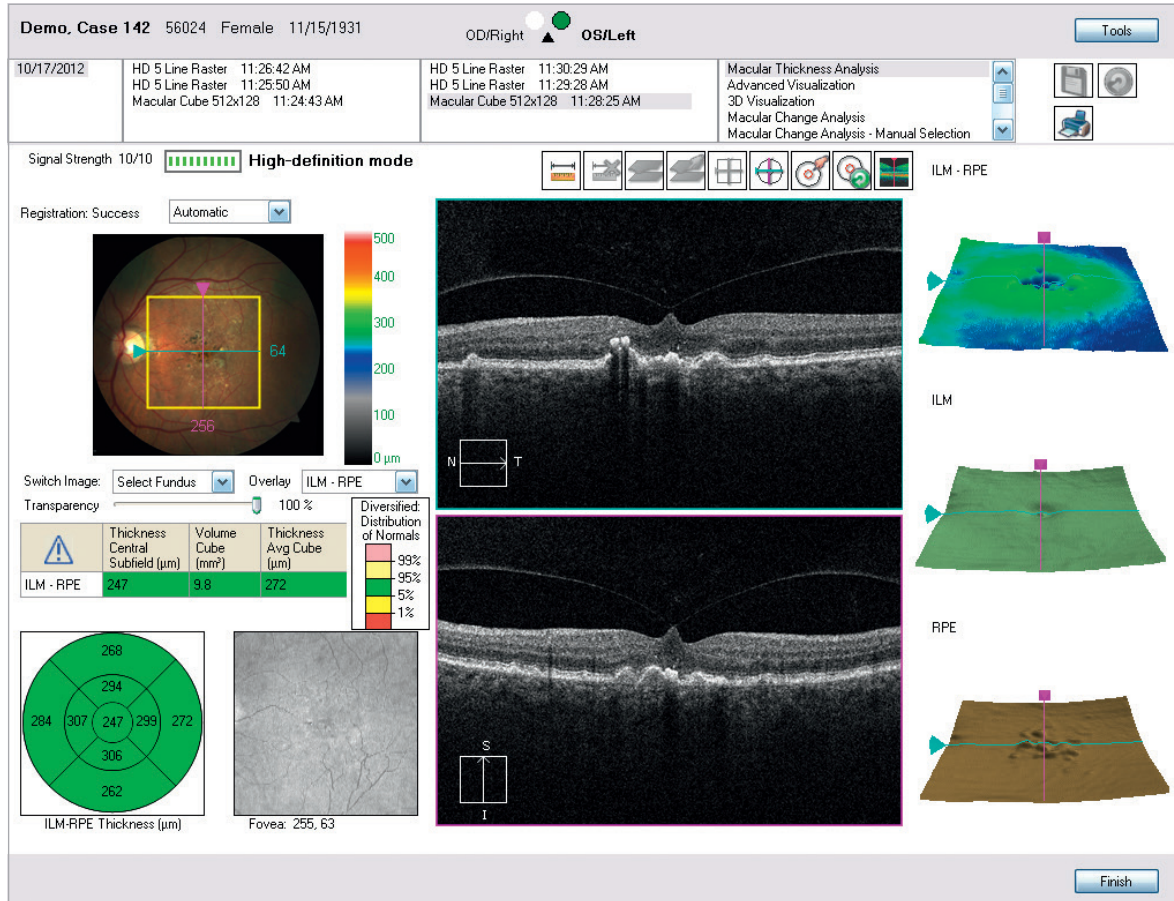 Demo, Case 142 56024 Female 11/15/1931
OD/Right OS/Left
Tools
10/17/2012
HD 5 Line Raster 11:26:42 AM
HD 5 Line Raster 11:25:50 AM
Macular Cube 512x128 11:24:43 AM
HD 5 Line Raster 11:30:29 AM
HD 5 Line Raster 11:29:28 AM
Macular Cube 512x128 11:28:25 AM
Macular Thickness Analysis
Advanced Visualization
3D Visualization
Macular Change Analysis
Macular Change Analysis - Manual Selection
Signal Strength 10/10 High-definition mode
Registration: Success Automatic
500
400
300
200
100
0 µm
64
256
Switch Image: Select Fundus Overlay ILM - RPE
Transparency 100 %
Thickness Central Subfield (µm)
Volume Cube (mm³)
Thickness Avg Cube (µm)
ILM - RPE 247 9.8 272
Diversified:
Distribution
of Normals
99%
95%
5%
1%
268
294
284 307 247 299 272
306
262
ILM-RPE Thickness (µm)
Fovea: 255, 63
N T
S
I
ILM - RPE
ILM
RPE
Finish